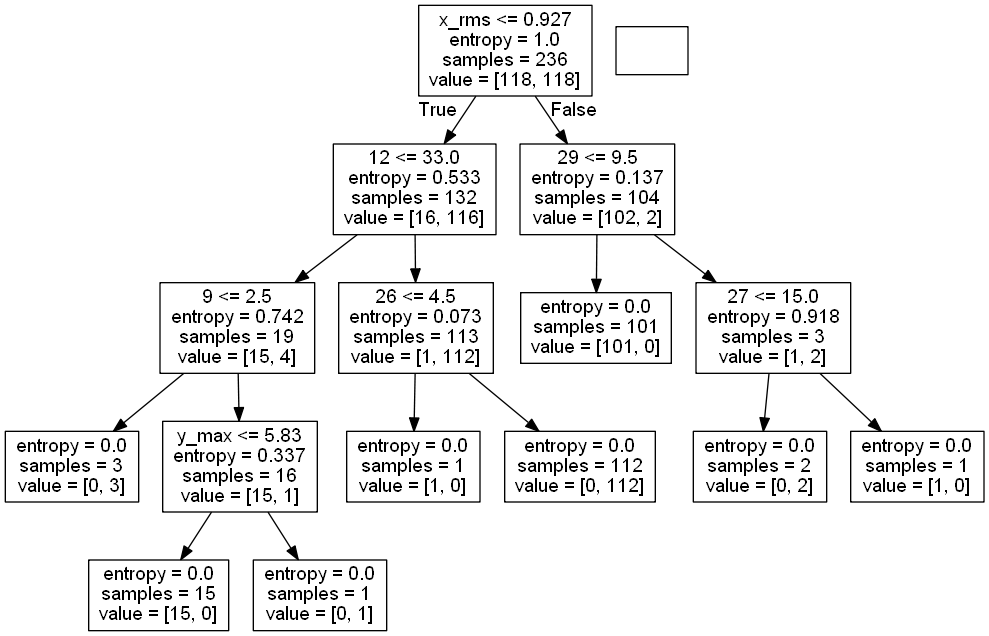 x_rms <= 0.927
entropy = 1.0
samples = 236
value = [118, 118]
True
False
12 <= 33.0
entropy = 0.533
samples = 132
value = [16, 116]
29 <= 9.5
entropy = 0.137
samples = 104
value = [102, 2]
9 <= 2.5
entropy = 0.742
samples = 19
value = [15, 4]
26 <= 4.5
entropy = 0.073
samples = 113
value = [1, 112]
entropy = 0.0
samples = 101
value = [101, 0]
27 <= 15.0
entropy = 0.918
samples = 3
value = [1, 2]
entropy = 0.0
samples = 3
value = [0, 3]
y_max <= 5.83
entropy = 0.337
samples = 16
value = [15, 1]
entropy = 0.0
samples = 1
value = [1, 0]
entropy = 0.0
samples = 112
value = [0, 112]
entropy = 0.0
samples = 2
value = [0, 2]
entropy = 0.0
samples = 1
value = [1, 0]
entropy = 0.0
samples = 15
value = [15, 0]
entropy = 0.0
samples = 1
value = [0, 1]